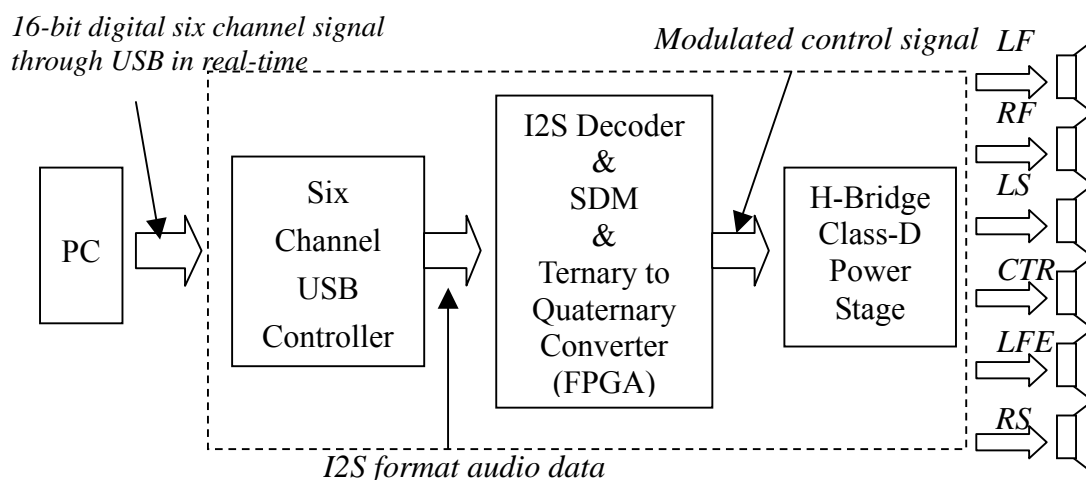 16-bit digital six channel signal
through USB in real-time
Modulated control signal
LF
RF
LS
CTR
LFE
RS
PC
Six
Channel
USB
Controller
I2S Decoder
&
SDM
&
Ternary to
Quaternary
Converter
(FPGA)
H-Bridge
Class-D
Power
Stage
I2S format audio data